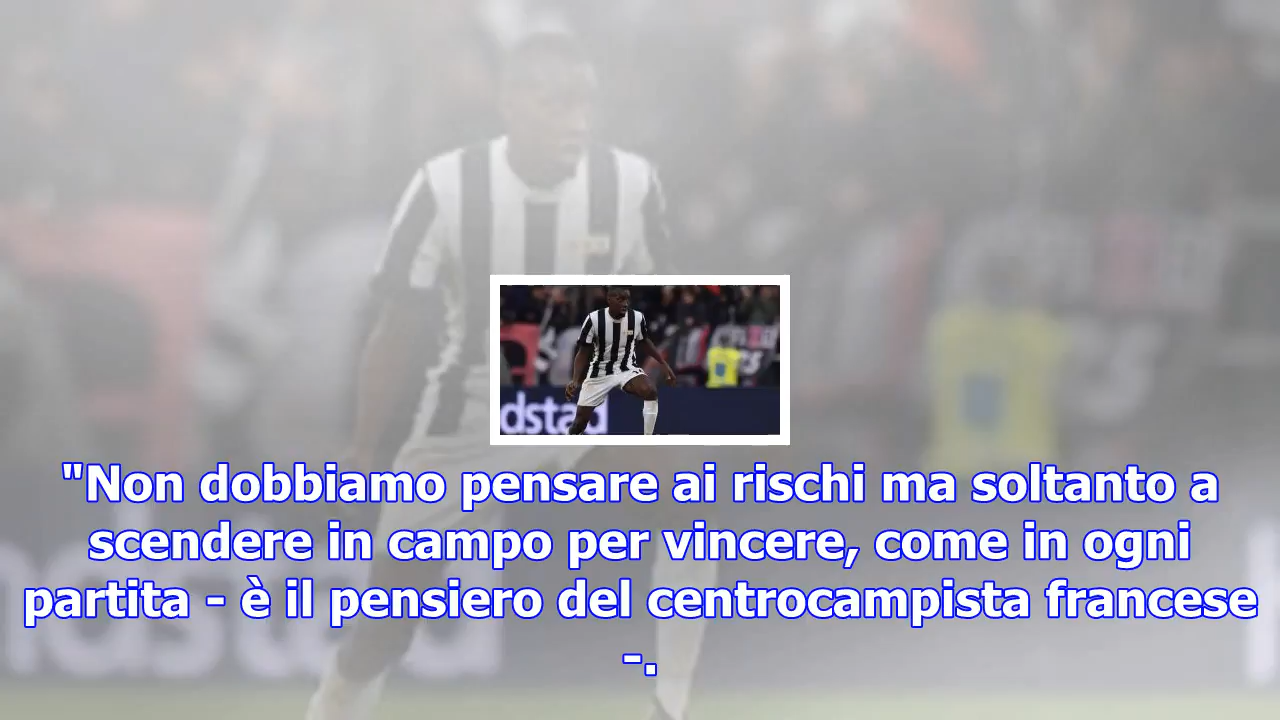 dstad
"Non dobbiamo pensare ai rischi ma soltanto a
scendere in campo per vincere, come in ogni
partita - è il pensiero del centrocampista francese
-.